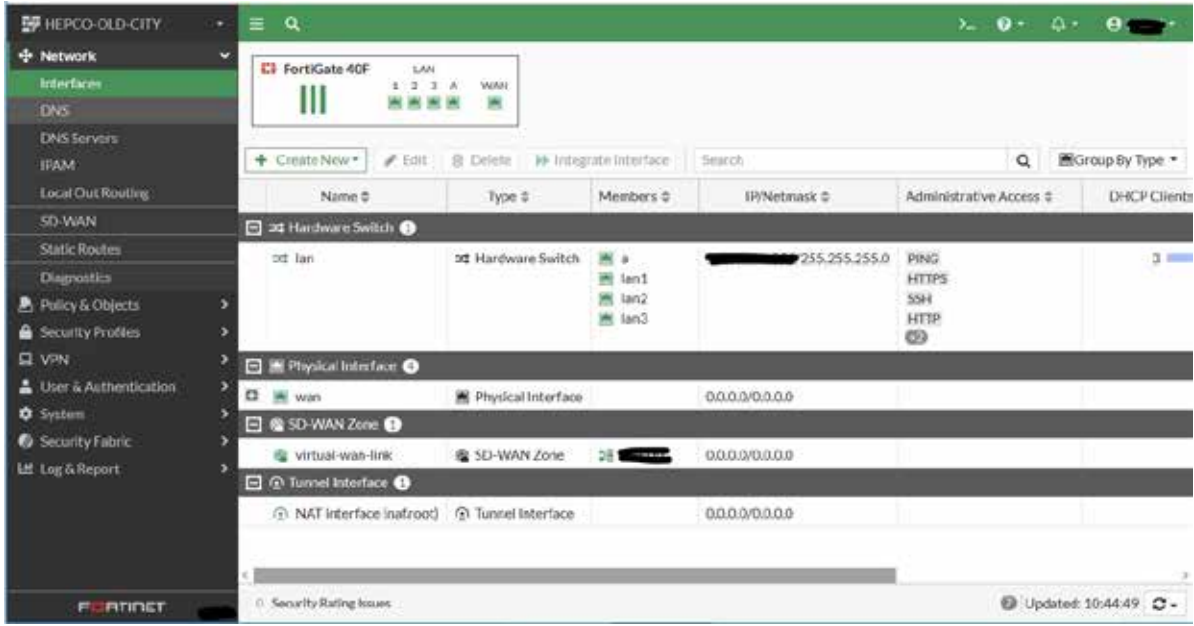 HEPCO-OLD-CITY
Network
Interfaces
DNS
DNS Servers
IPAM
Local Out Routing
SD-WAN
Static Routes
Diagnostics
Policy & Objects
Security Profiles
VPN
User & Authentication
System
Security Fabric
Log & Report
FORTINET
FortiGate 40F
LAN
1 2 3 A WAN
+ Create New Edit Delete Integrate Interface Search Group By Type
Name Type Members IP/Netmask Administrative Access DHCP Clients
Hardware Switch 1
lan Hardware Switch a 255.255.255.0 PING 3
lan1 HTTPS
lan2 SSH
lan3 HTTP
Physical Interface 4
wan Physical Interface 0.0.0.0/0.0.0.0
SD-WAN Zone 1
virtual-wan-link SD-WAN Zone 0.0.0.0/0.0.0.0
Tunnel Interface 1
NAT interface (naf.root) Tunnel Interface 0.0.0.0/0.0.0.0
0 Security Rating Issues Updated: 10:44:49